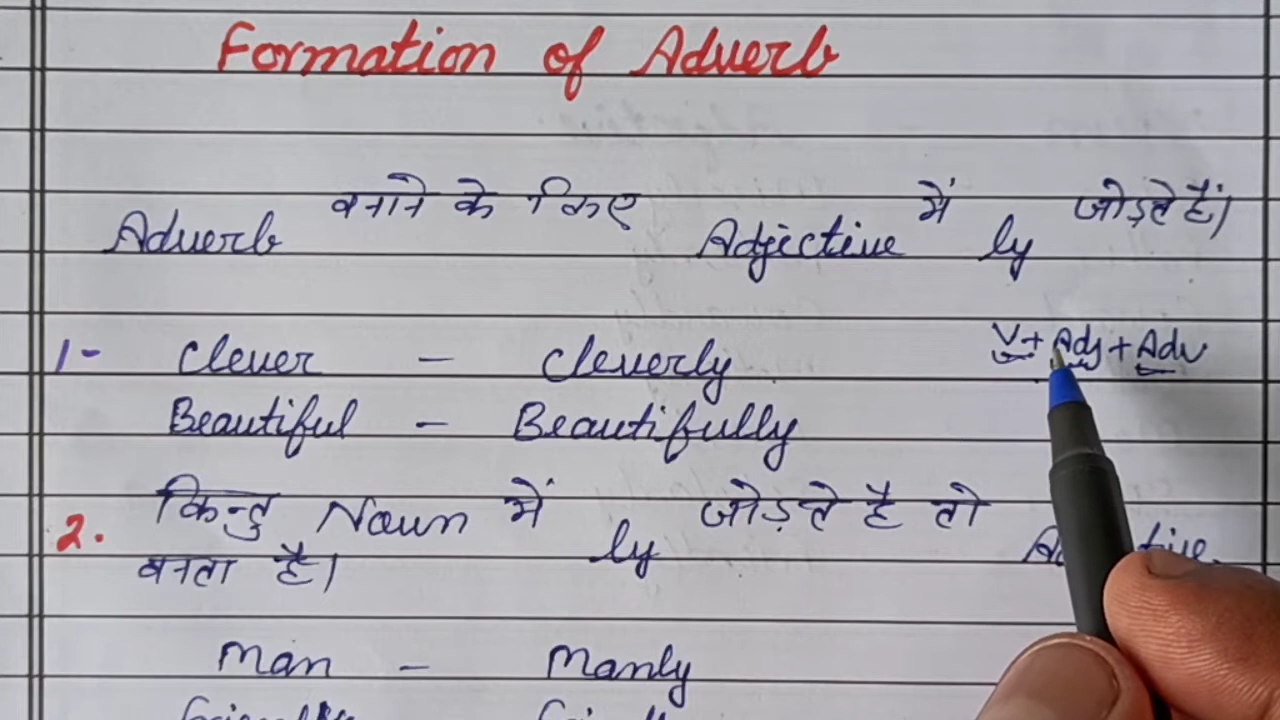 Formation of Adverb
Adverb बनाने के लिए Adjective में ly जोड़ते हैं।
1- Clever - Cleverly V + Adj + Adv
Beautiful - Beautifully
2. किन्तु Noun में ly जोड़ते है तो
बनता है।
Man - Manly